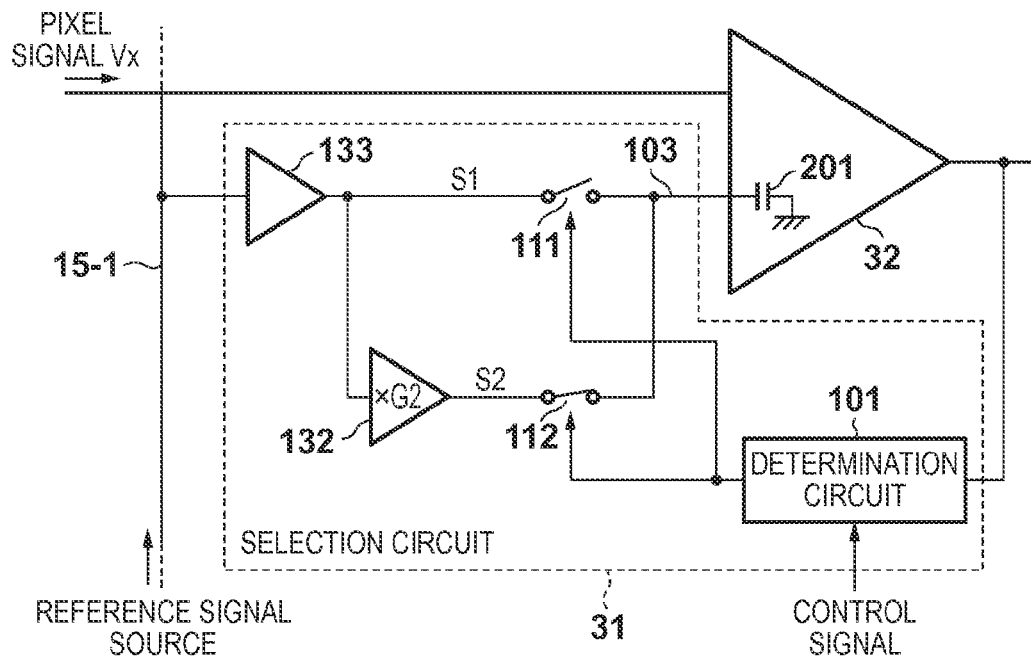 PIXEL
SIGNAL Vx
133
S1
103
201
111
32
15-1
×G2
S2
132
112
101
DETERMINATION
CIRCUIT
SELECTION CIRCUIT
REFERENCE SIGNAL
SOURCE
31
CONTROL
SIGNAL